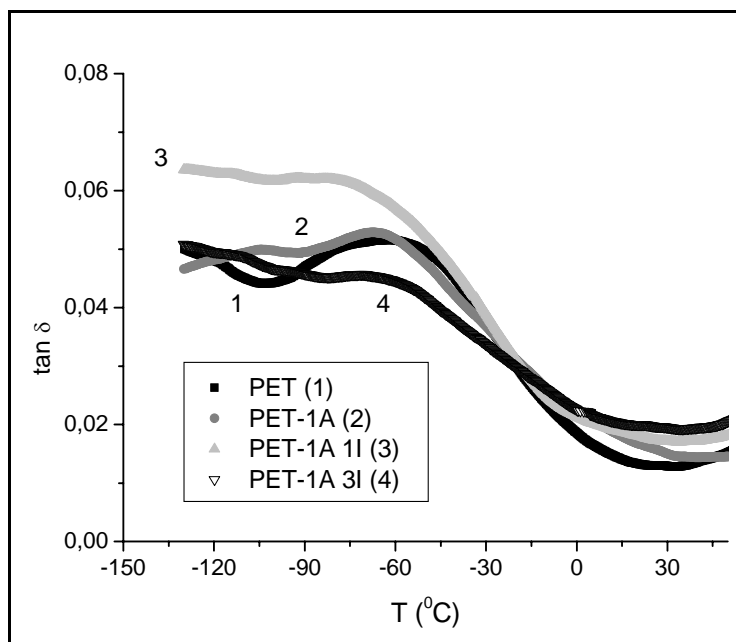 0,08
0,06
0,04
0,02
0,00
tan δ
3
2
1
4
PET (1)
PET-1A (2)
PET-1A 1I (3)
PET-1A 3I (4)
-150 -120 -90 -60 -30 0 30
T (⁰C)